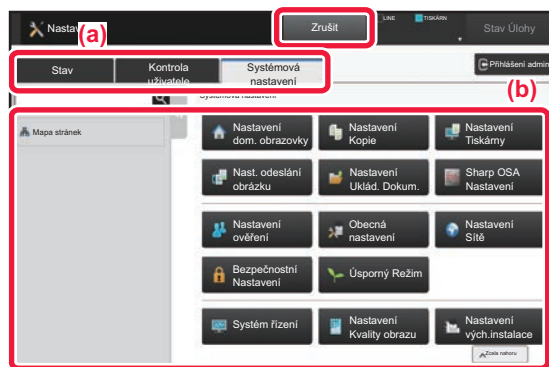 Nastav
(a)
Zrušit
LINE
TISKÁRN
Stav Úlohy
Stav
Kontrola
uživatele
Systémová
nastavení
Přihlášení admin
(b)
Systémová nastavení
Mapa stránek
Nastavení
dom. obrazovky
Nastavení
Kopie
Nastavení
Tiskárny
Nast. odeslání
obrázku
Nastavení
Uklád. Dokum.
Sharp OSA
Nastavení
Nastavení
ověření
Obecná
nastavení
Nastavení
Sítě
Bezpečnostní
Nastavení
Úsporný Režim
Systém řízení
Nastavení
Kvality obrazu
Nastavení
vých.instalace
Zcela nahoru